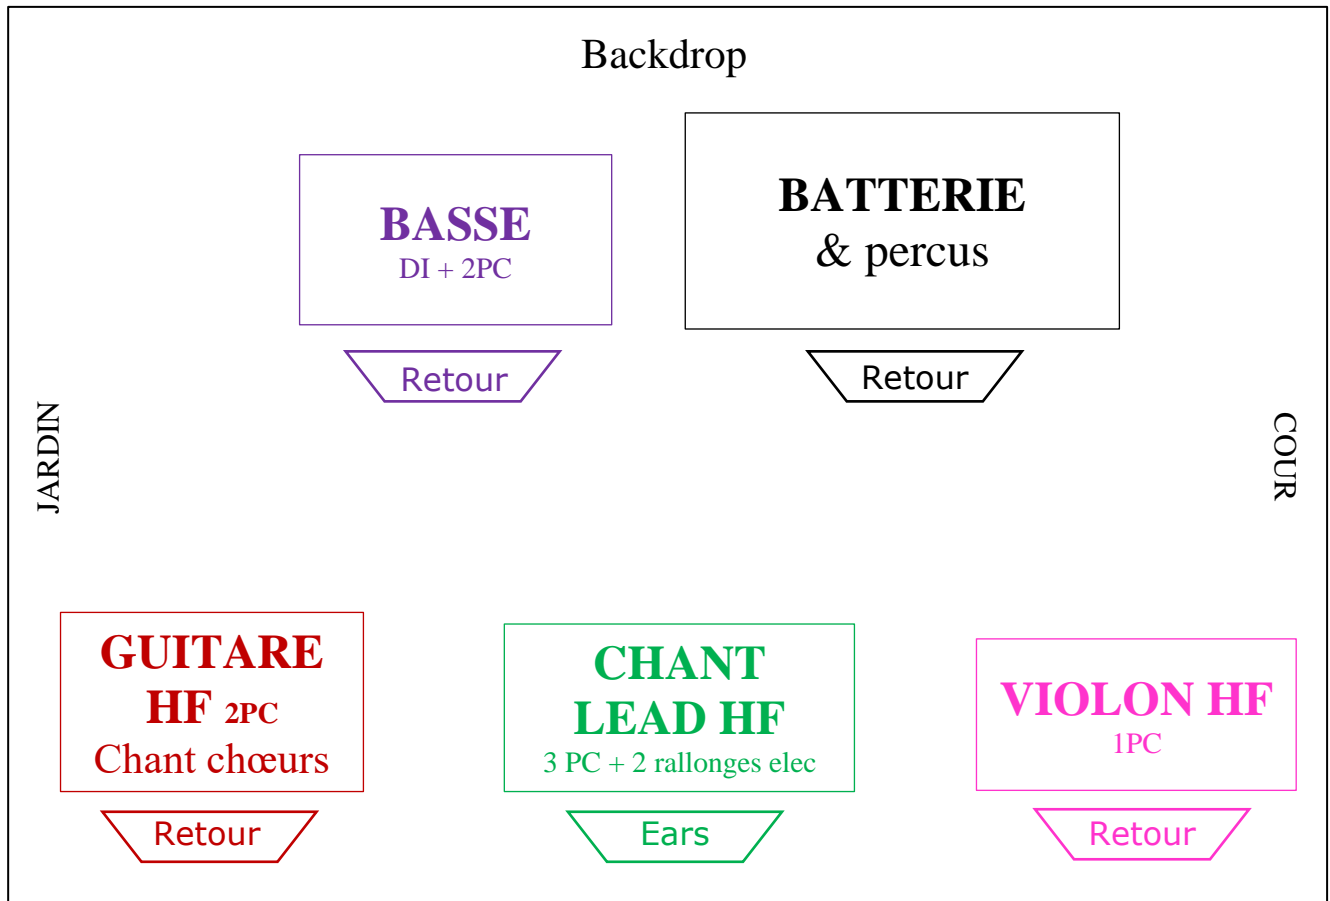 Backdrop
BASSE
DI + 2PC
BATTERIE
& percus
Retour
Retour
JARDIN
COUR
GUITARE
HF 2PC
Chant chœurs
CHANT
LEAD HF
3 PC + 2 rallonges elec
VIOLON HF
1PC
Retour
Ears
Retour